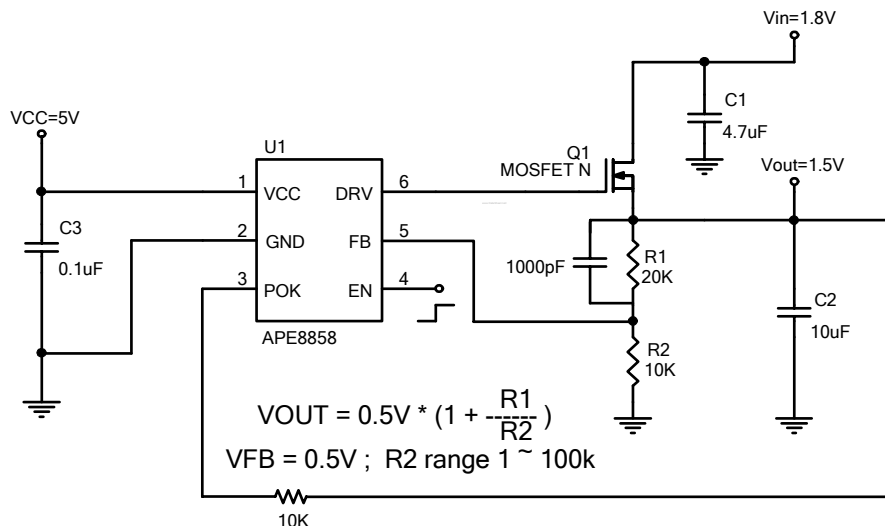 Vin=1.8V
C1
4.7uF
VCC=5V
U1
Q1
MOSFET N
Vout=1.5V
1 VCC DRV 6
2 GND FB 5
3 POK EN 4
APE8858
C3
0.1uF
1000pF
R1
20K
C2
10uF
R2
10K
VOUT = 0.5V * (1 + R1
R2 )
VFB = 0.5V ; R2 range 1 ~ 100k
10K